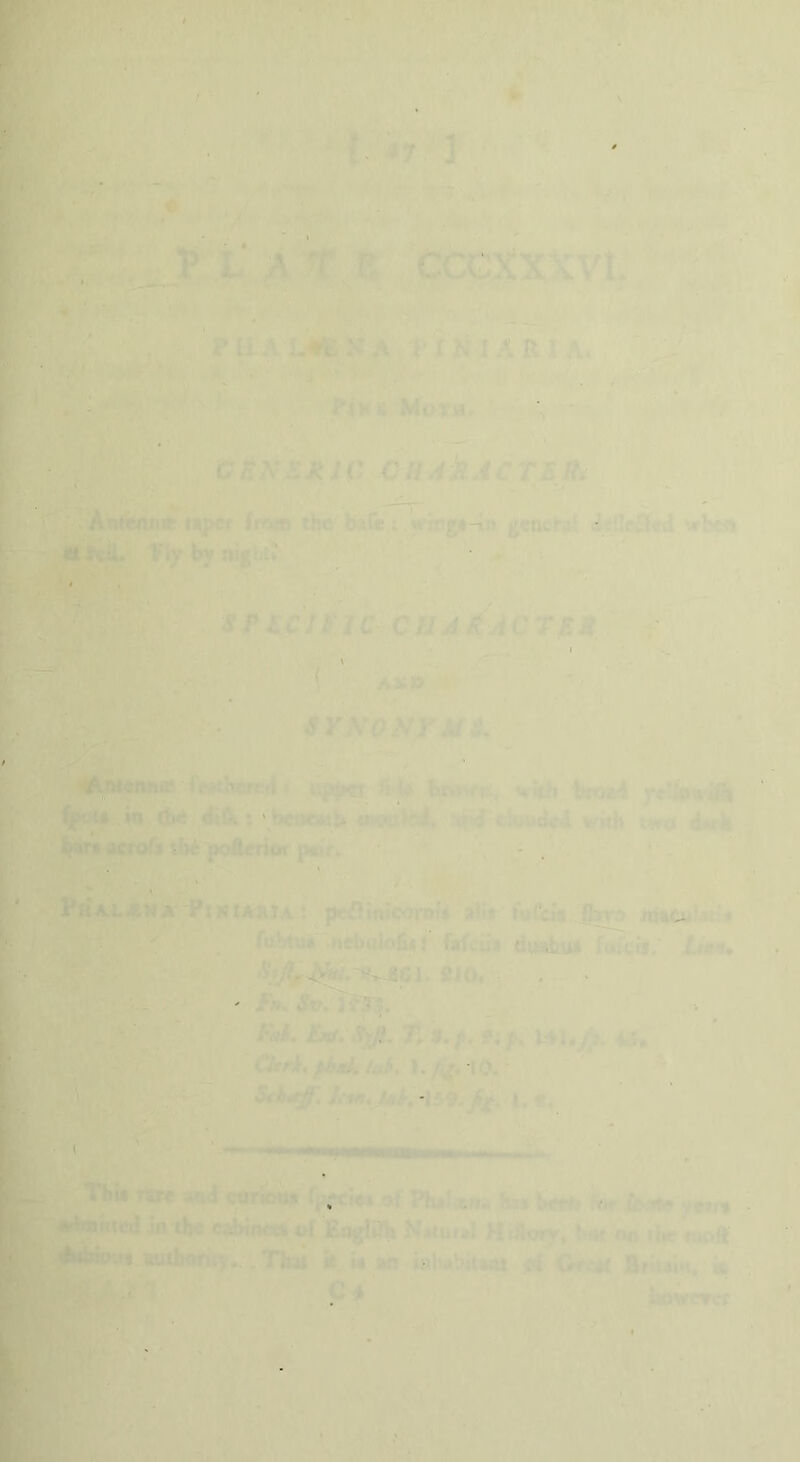 [ 27 ]
PLATE CCCXXXVI.
PHALÆNA PINIARIA.
PINE MOTH.
GENERIC CHARACTER.
Antennæ taper from the baſe: wings in general deflected when
at reſt. Fly by night.
SPECIFIC CHARACTER
AND
SYNONYMS.
Antennæ feathered: upper ſide brown, with broad yellowiſh
ſpots in the diſk: beneath mottled, and clouded with two dark
bars acroſs the poſterior pair.
PHALÆNA PINIARIA: pectinicornis alis fuſcis flavo maculatis
ſubtus nebuloſis: faſciis duabus fuſcis. Linn.
Syſt. Nat. 2. 861. 210.
Fn. Sv.
Fab. Ent. Syſt. T. 3. p. 2. p. 141. ſp. 43.
Clerk. phal. tab. 1. fig. 10.
Schæff. Icon. tab. 159. fig. 1. 2.
This rare and curious ſpecies of Phalæna has been for ſome years
admitted in the cabinets of Engliſh Natural Hiſtory, but on the moſt
dubious authority. That it is an inhabitant of Great Britain, is
C 4 however